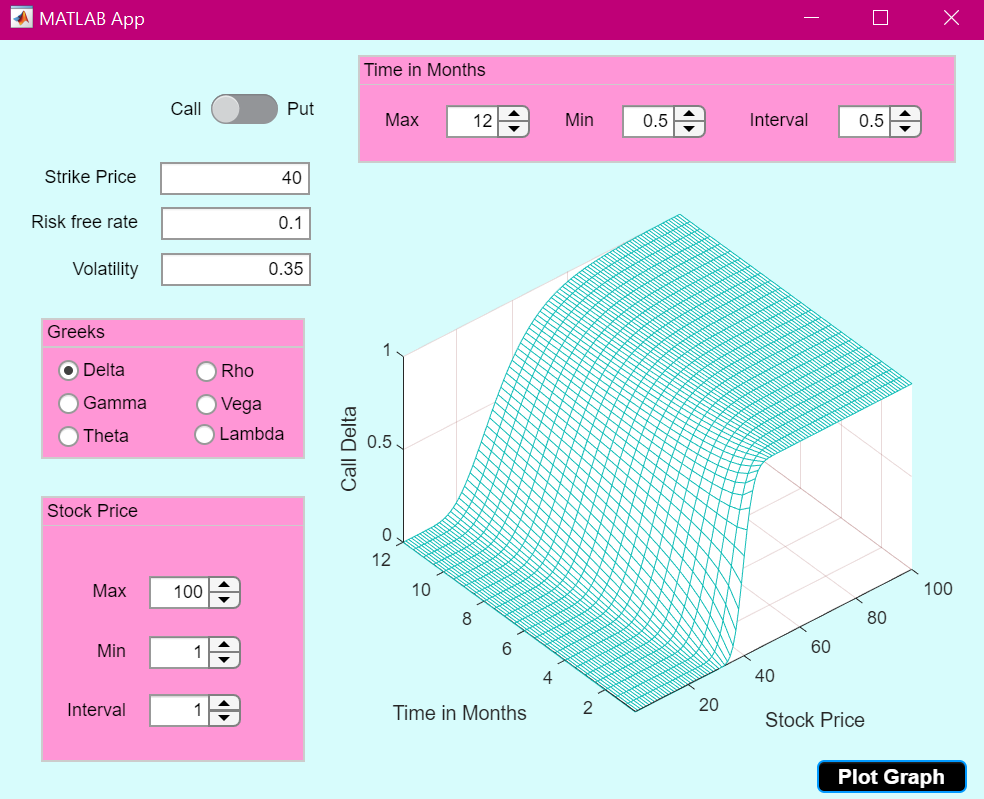 MATLAB App
Time in Months
Max 12 Min 0.5 Interval 0.5
Call Put
Strike Price 40
Risk free rate 0.1
Volatility 0.35
Greeks
Delta Rho
Gamma Vega
Theta Lambda
Stock Price
Max 100
Min 1
Interval 1
Call Delta
1
0.5
0
12
10
8
6
4
2
Time in Months
20
40
60
80
100
Stock Price
Plot Graph